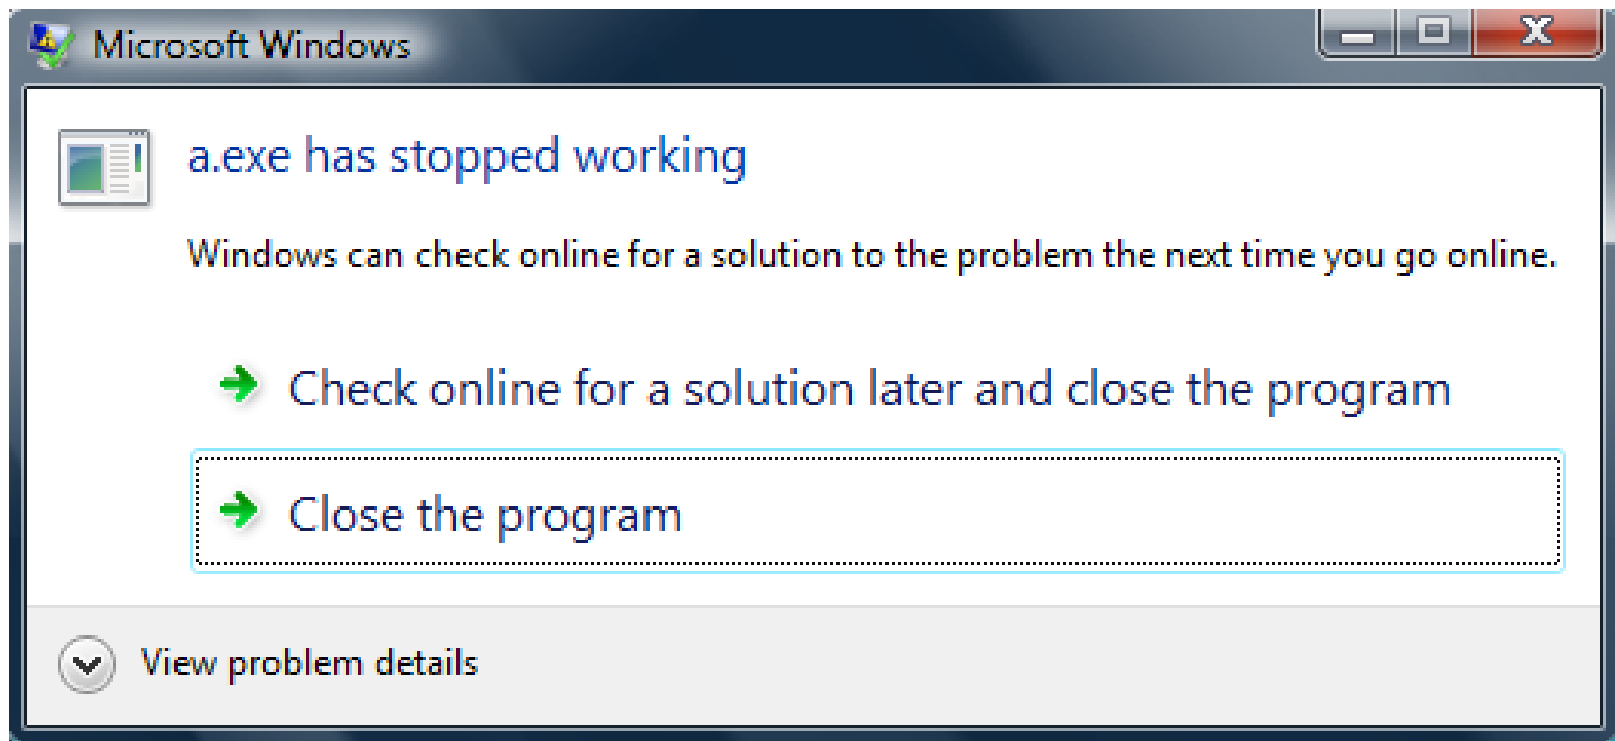 Microsoft Windows
a.exe has stopped working
Windows can check online for a solution to the problem the next time you go online.
Check online for a solution later and close the program
Close the program
View problem details